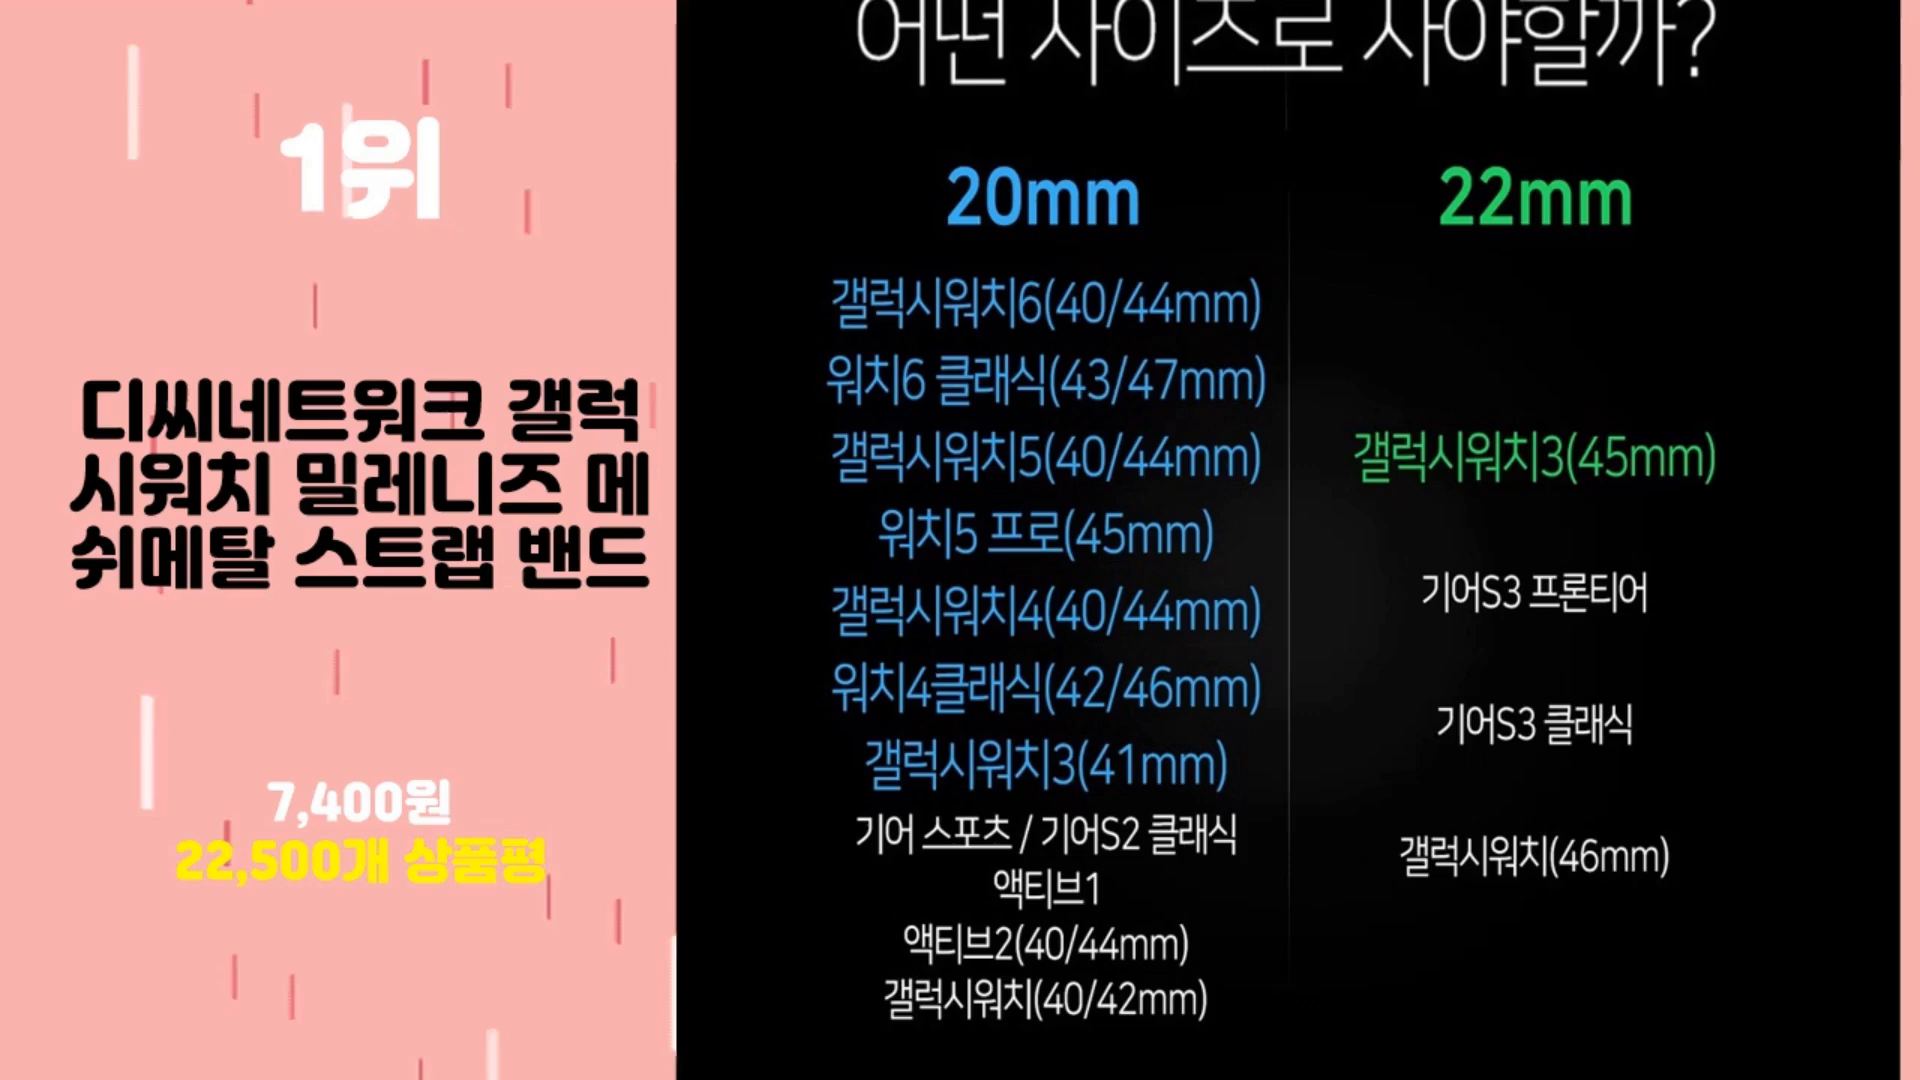 1위
디씨네트워크 갤럭
시워치 밀레니즈 메
쉬메탈 스트랩 밴드
7,400원
22,500개 상품평
어떤 사이즈로 사야할까?
20mm
갤럭시워치6(40/44mm)
워치6 클래식(43/47mm)
갤럭시워치5(40/44mm)
워치5 프로(45mm)
갤럭시워치4(40/44mm)
워치4클래식(42/46mm)
갤럭시워치3(41mm)
기어 스포츠 / 기어S2 클래식
액티브1
액티브2(40/44mm)
갤럭시워치(40/42mm)
22mm
갤럭시워치3(45mm)
기어S3 프론티어
기어S3 클래식
갤럭시워치(46mm)